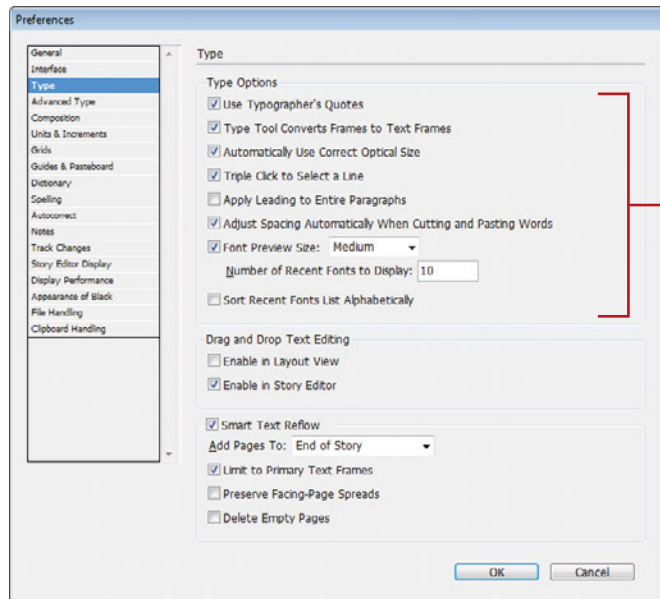 Preferences
General
Interface
Type
Advanced Type
Composition
Units & Increments
Grids
Guides & Pasteboard
Dictionary
Spelling
Autocorrect
Notes
Track Changes
Story Editor Display
Display Performance
Appearance of Black
File Handling
Clipboard Handling
Type
Type Options
Use Typographer's Quotes
Type Tool Converts Frames to Text Frames
Automatically Use Correct Optical Size
Triple Click to Select a Line
Apply Leading to Entire Paragraphs
Adjust Spacing Automatically When Cutting and Pasting Words
Font Preview Size: Medium
Number of Recent Fonts to Display: 10
Sort Recent Fonts List Alphabetically
Drag and Drop Text Editing
Enable in Layout View
Enable in Story Editor
Smart Text Reflow
Add Pages To: End of Story
Limit to Primary Text Frames
Preserve Facing-Page Spreads
Delete Empty Pages
OK Cancel